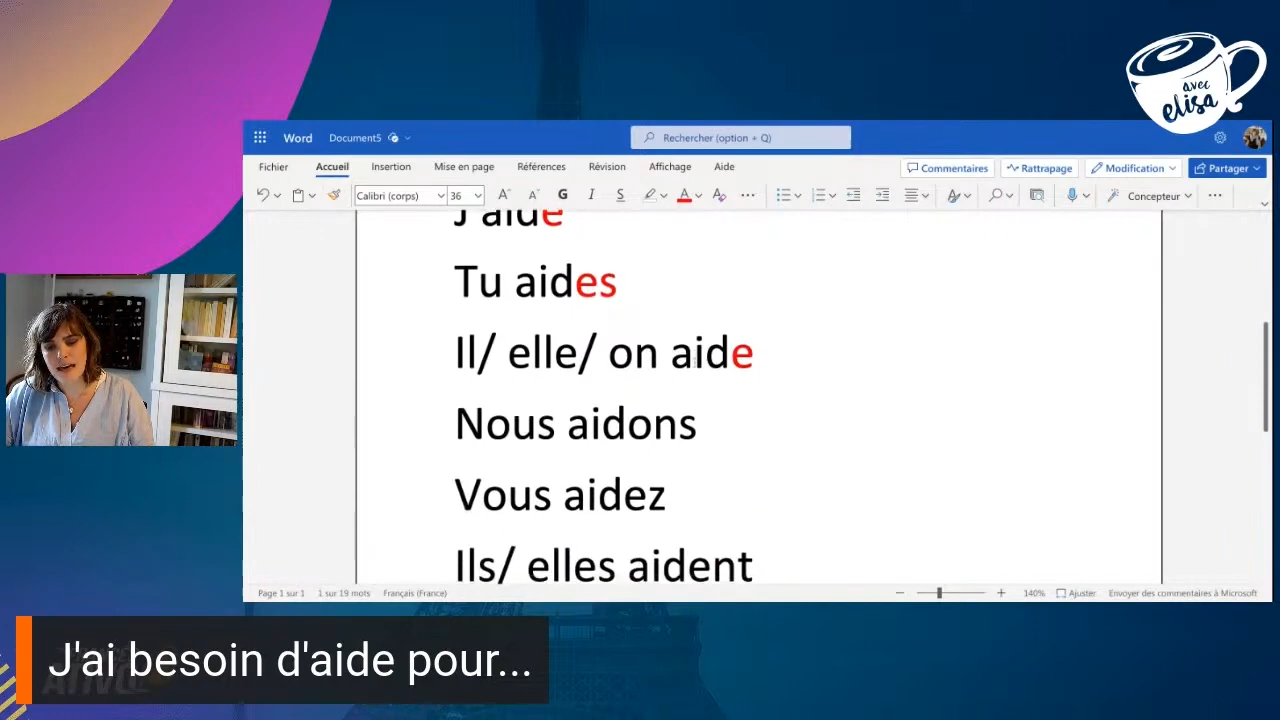 avec
elisa
Word Document5 Rechercher (option + Q)
Fichier Accueil Insertion Mise en page Références Révision Affichage Aide Commentaires Rattrapage Modification Partager
Calibri (corps) 36 A A G I S A A Concepteur
J'aide
Tu aides
Il/ elle/ on aide
Nous aidons
Vous aidez
Ils/ elles aident
Page 1 sur 1 1 sur 19 mots Français (France) 140% Ajuster Envoyer des commentaires à Microsoft
J'ai besoin d'aide pour...